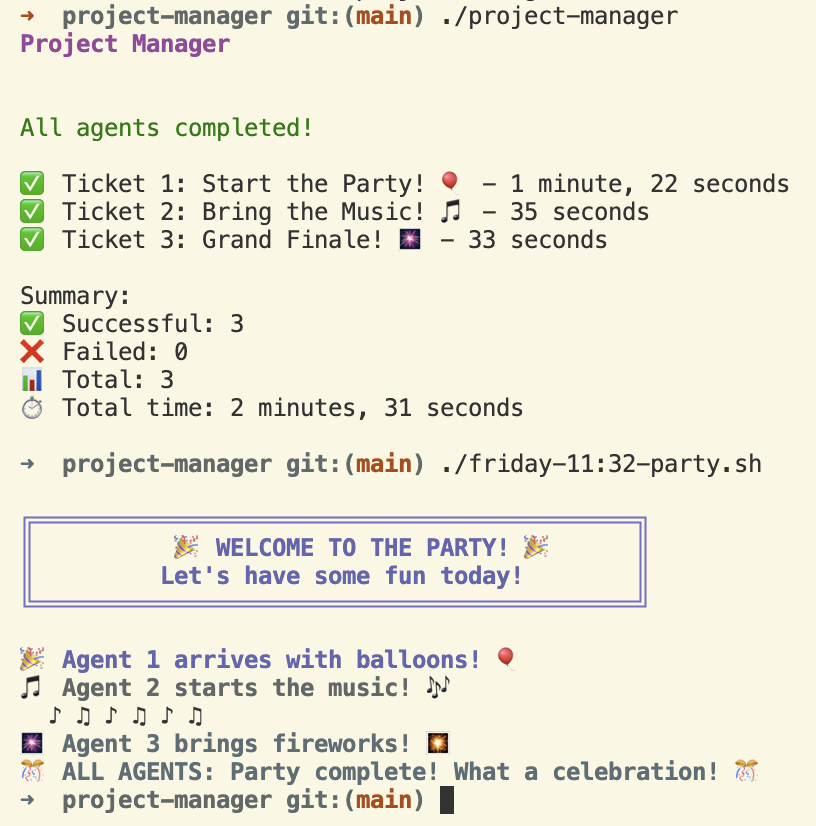 ➜  project-manager git:(main) ./project-manager
Project Manager
All agents completed!
✅ Ticket 1: Start the Party! 🎈 – 1 minute, 22 seconds
✅ Ticket 2: Bring the Music! 🎵 – 35 seconds
✅ Ticket 3: Grand Finale! 🎆 – 33 seconds
Summary:
✅ Successful: 3
❌ Failed: 0
📊 Total: 3
⏱️ Total time: 2 minutes, 31 seconds
➜  project-manager git:(main) ./friday-11:32-party.sh
🎉 WELCOME TO THE PARTY! 🎉
Let's have some fun today!
🎉 Agent 1 arrives with balloons! 🎈
🎵 Agent 2 starts the music! 🎶
♪ ♫ ♪ ♫ ♪ ♫
🎆 Agent 3 brings fireworks! 🎇
🎊 ALL AGENTS: Party complete! What a celebration! 🎊
➜  project-manager git:(main)